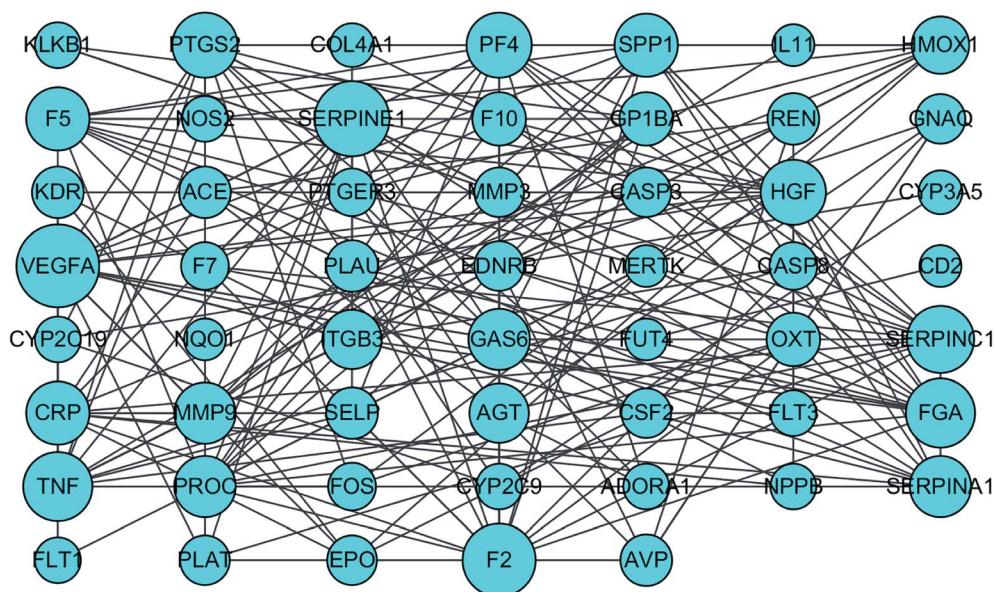 KLKB1 PTGS2 COL4A1 PF4 SPP1 IL11 HMOX1
F5 NOS2 SERPINE1 F10 GP1BA REN GNAQ
KDR ACE PTGER3 MMP3 CASP3 HGF CYP3A5
VEGFA F7 PLAU EDNRB MERTK CASP8 CD2
CYP2C19 NQO1 ITGB3 GAS6 FUT4 OXT SERPINC1
CRP MMP9 SELP AGT CSF2 FLT3 FGA
TNF PROC FOS CYP2C9 ADORA1 NPPB SERPINA1
FLT1 PLAT EPO F2 AVP